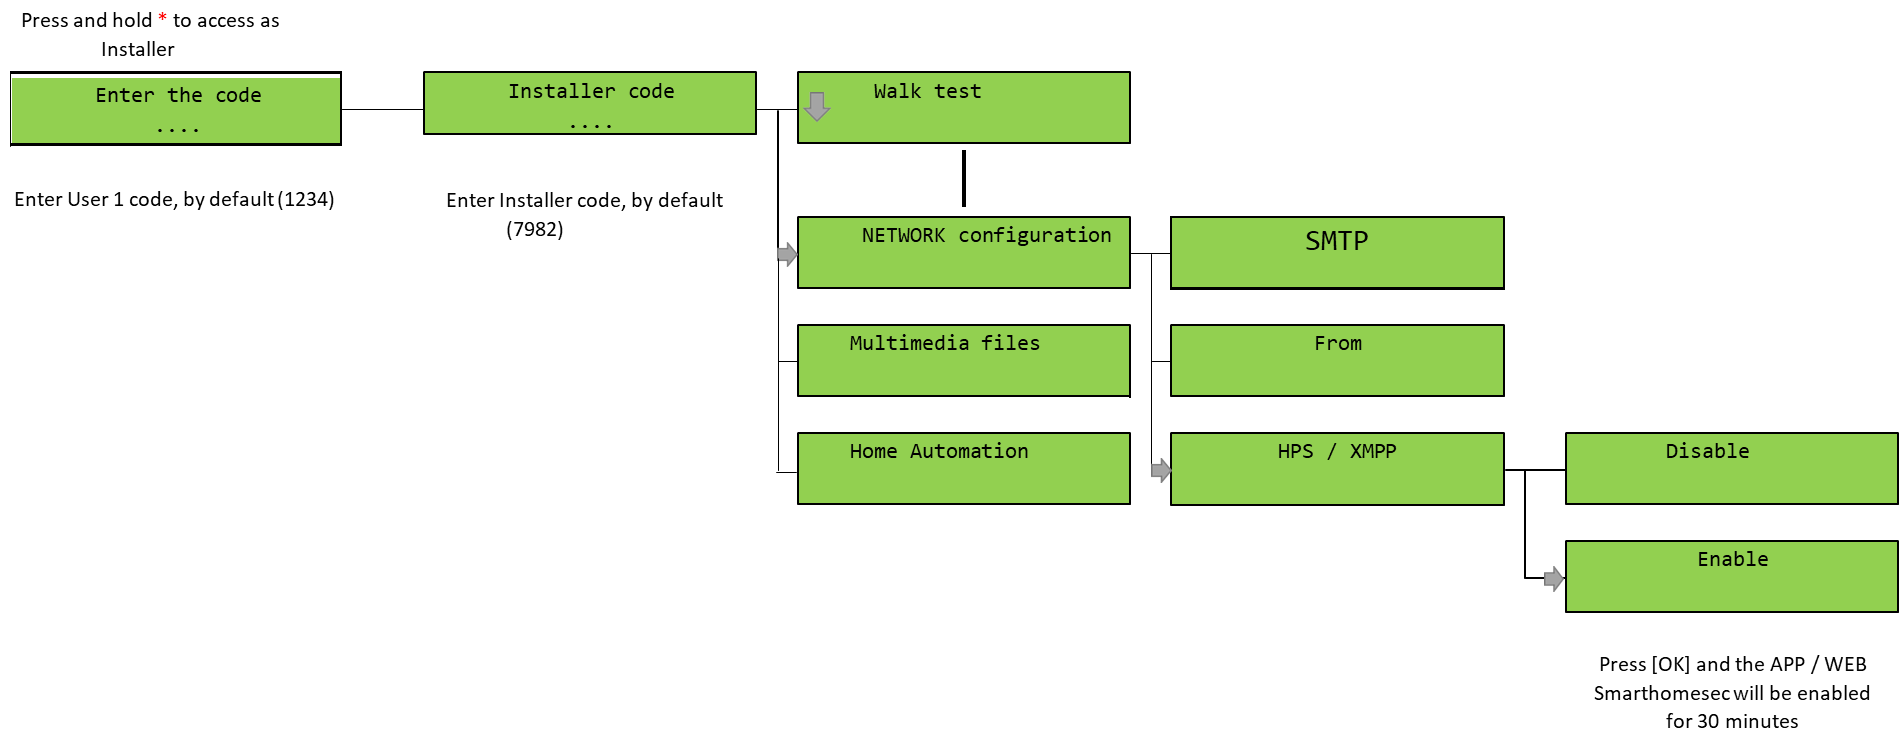 Press and hold * to access as
Installer
Enter the code
....
Enter User 1 code, by default (1234)
Installer code
....
Enter Installer code, by default
(7982)
Walk test
NETWORK configuration
Multimedia files
Home Automation
SMTP
From
HPS / XMPP
Disable
Enable
Press [OK] and the APP / WEB
Smarthomesec will be enabled
for 30 minutes